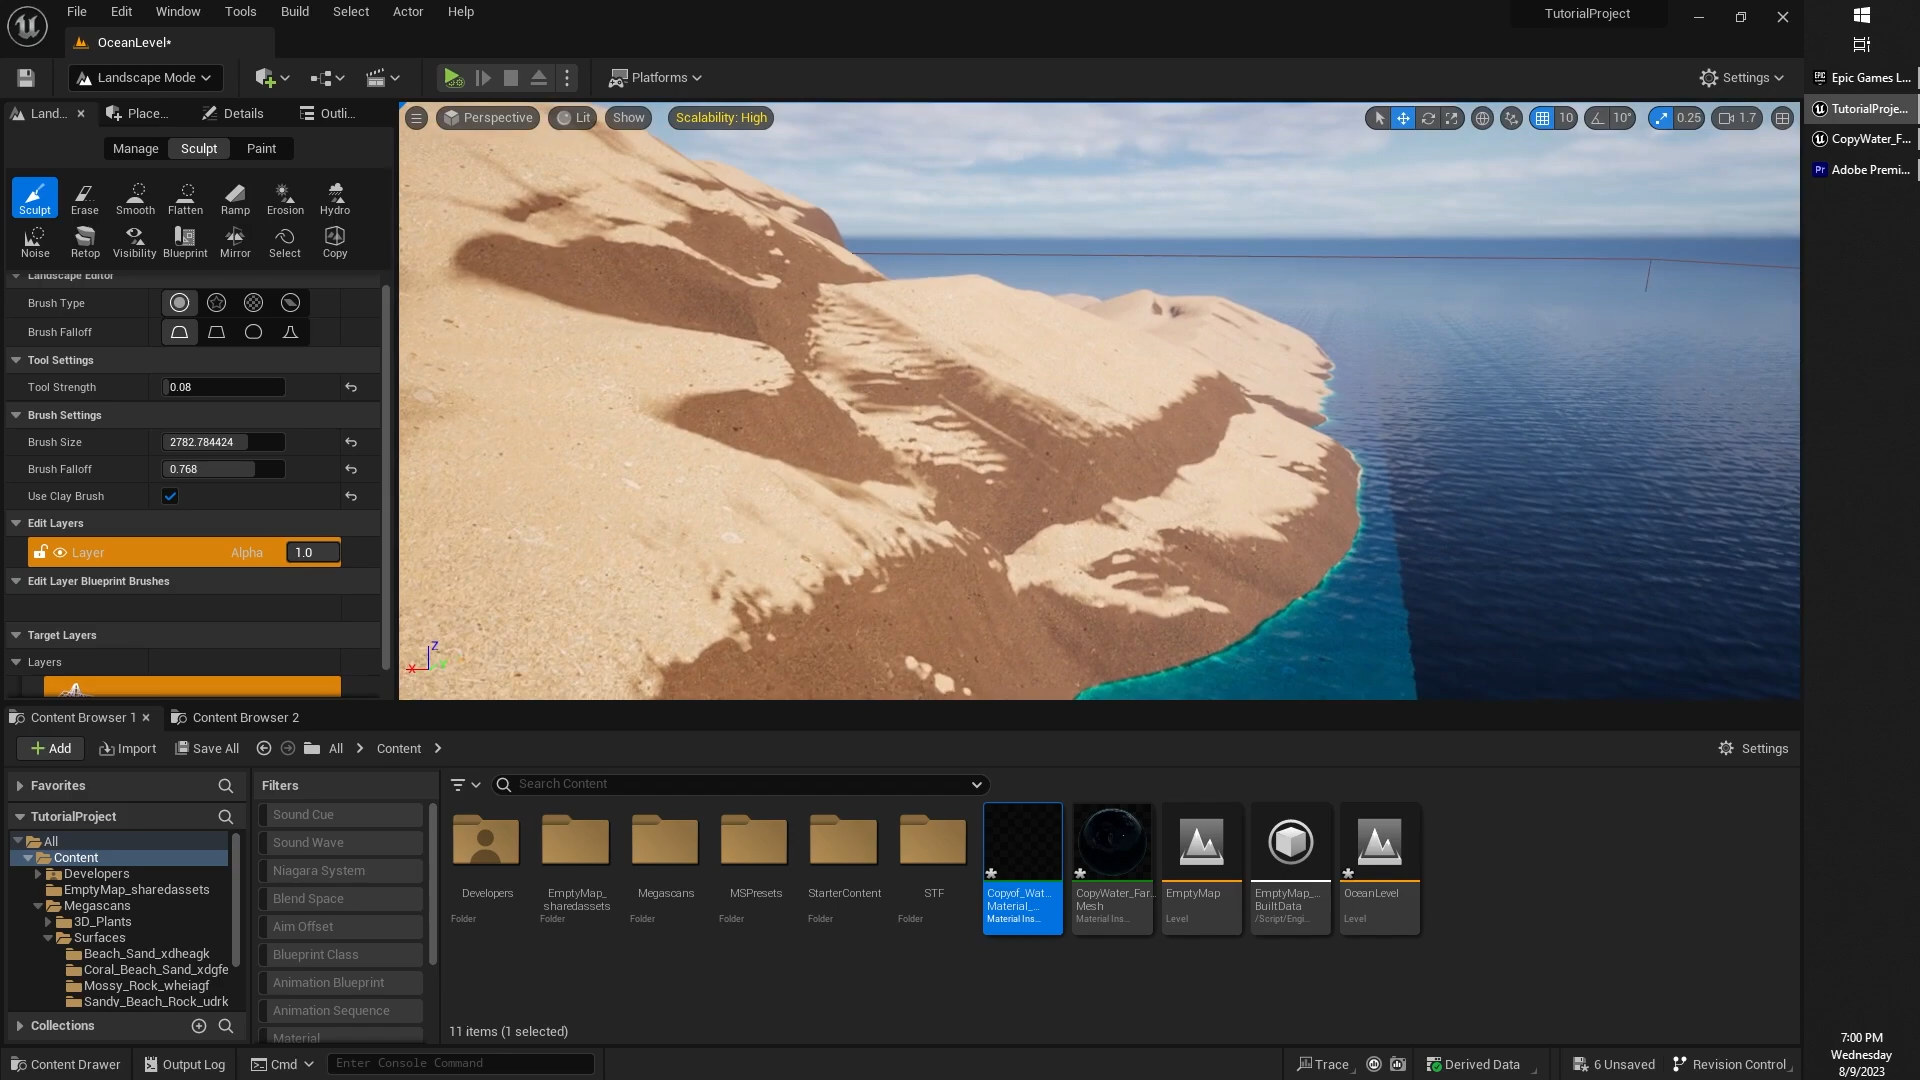 File Edit Window Tools Build Select Actor Help
TutorialProject
OceanLevel*
Landscape Mode
Platforms
Settings
Epic Games L...
TutorialProje...
CopyWater_F...
Pr Adobe Premi...
Land... Place... Details Outli...
Perspective Lit Show Scalability: High
10 10° 0.25 1.7
Manage Sculpt Paint
Sculpt Erase Smooth Flatten Ramp Erosion Hydro
Noise Retop Visibility Blueprint Mirror Select Copy
Landscape Editor
Brush Type
Brush Falloff
Tool Settings
Tool Strength 0.08
Brush Settings
Brush Size 2782.784424
Brush Falloff 0.768
Use Clay Brush
Edit Layers
Layer Alpha 1.0
Edit Layer Blueprint Brushes
Target Layers
Layers
Z
X
Content Browser 1 Content Browser 2
Add Import Save All All Content
Settings
Favorites
TutorialProject
All
Content
Developers
EmptyMap_sharedassets
Megascans
3D_Plants
Surfaces
Beach_Sand_xdheagk
Coral_Beach_Sand_xdgfe
Mossy_Rock_wheiagf
Sandy_Beach_Rock_udrk
Collections
Filters
Sound Cue
Sound Wave
Niagara System
Blend Space
Aim Offset
Blueprint Class
Animation Blueprint
Animation Sequence
Material
Search Content
Developers
Folder
EmptyMap_
sharedassets
Folder
Megascans
Folder
MSPresets
Folder
StarterContent
Folder
STF
Folder
Copyof_Wat...
Material_...
Material Ins...
CopyWater_Far...
Mesh
Material Ins...
EmptyMap
Level
EmptyMap_...
BuiltData
/Script/Engi...
OceanLevel
Level
11 items (1 selected)
Content Drawer Output Log Cmd Enter Console Command
Trace Derived Data 6 Unsaved Revision Control
7:00 PM
Wednesday
8/9/2023